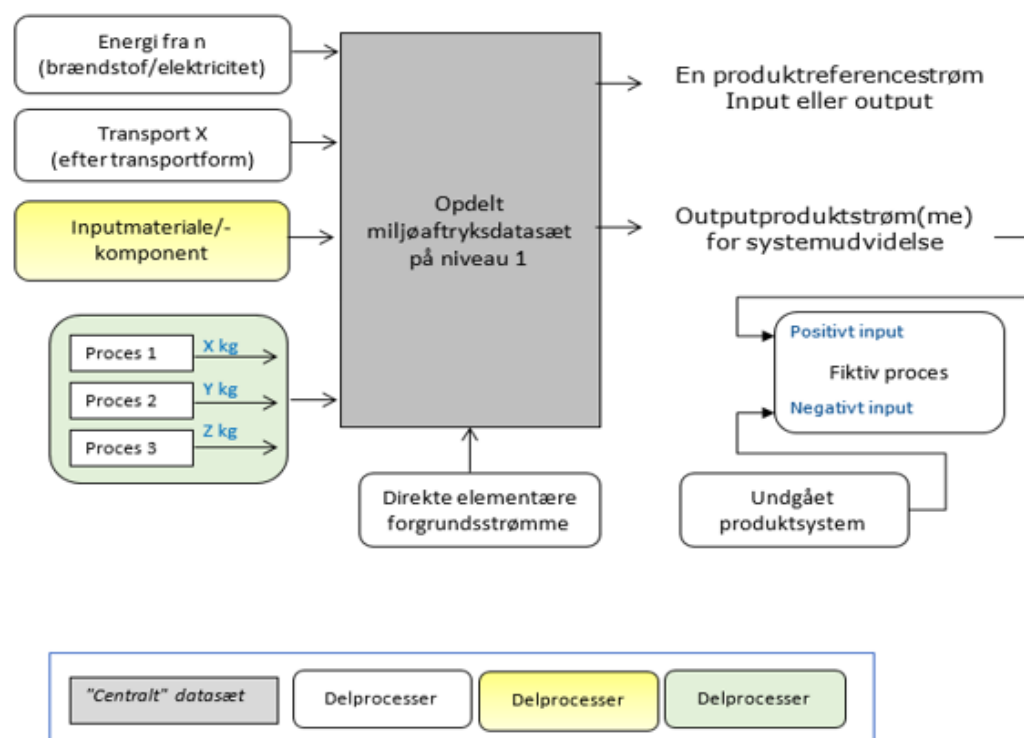 Energi fra n
(brændstof/elektricitet)
Transport X
(efter transportform)
Inputmateriale/-
komponent
Proces 1
X kg
Proces 2
Y kg
Proces 3
Z kg
Opdelt
miljøaftryksdatasæt
på niveau 1
Direkte elementære
forgrundsstrømme
En produktreferencestrøm
Input eller output
Outputproduktstrøm(me)
for systemudvidelse
Positivt input
Fiktiv proces
Negativt input
Undgået
produktsystem
"Centralt" datasæt
Delprocesser
Delprocesser
Delprocesser